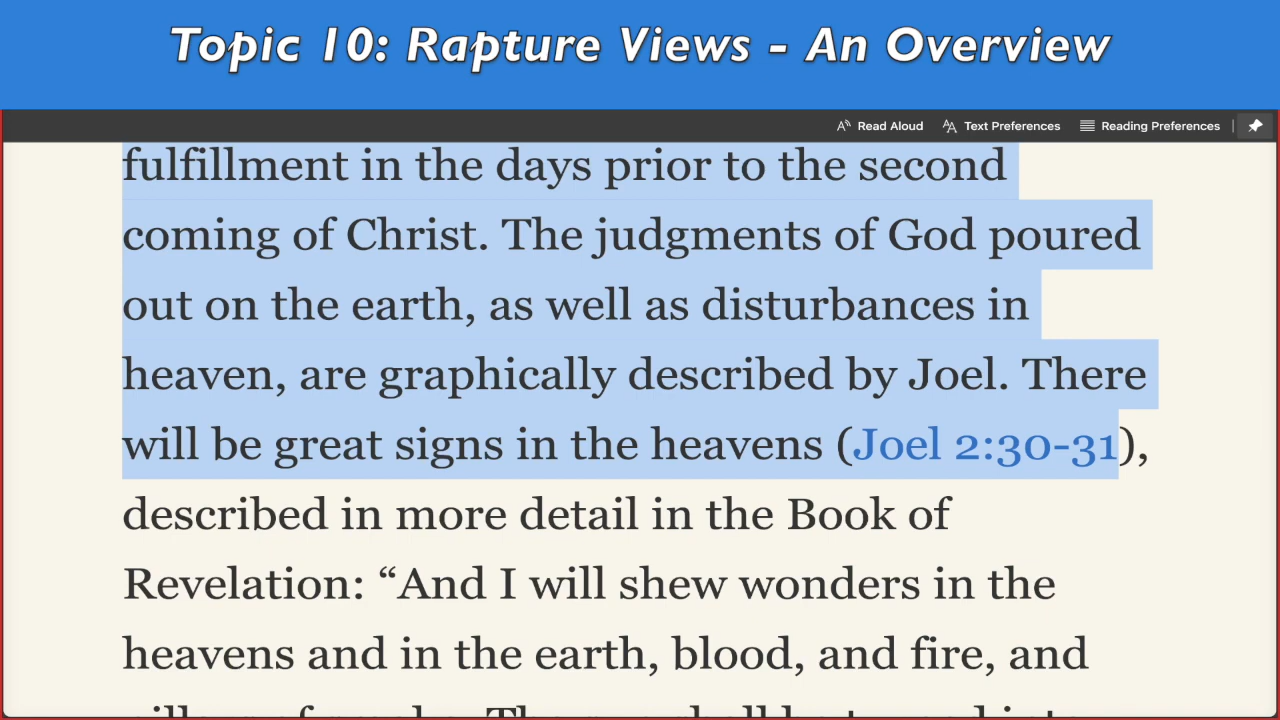 Topic 10: Rapture Views - An Overview
Read Aloud Text Preferences Reading Preferences
fulfillment in the days prior to the second
coming of Christ. The judgments of God poured
out on the earth, as well as disturbances in
heaven, are graphically described by Joel. There
will be great signs in the heavens (Joel 2:30-31),
described in more detail in the Book of
Revelation: “And I will shew wonders in the
heavens and in the earth, blood, and fire, and